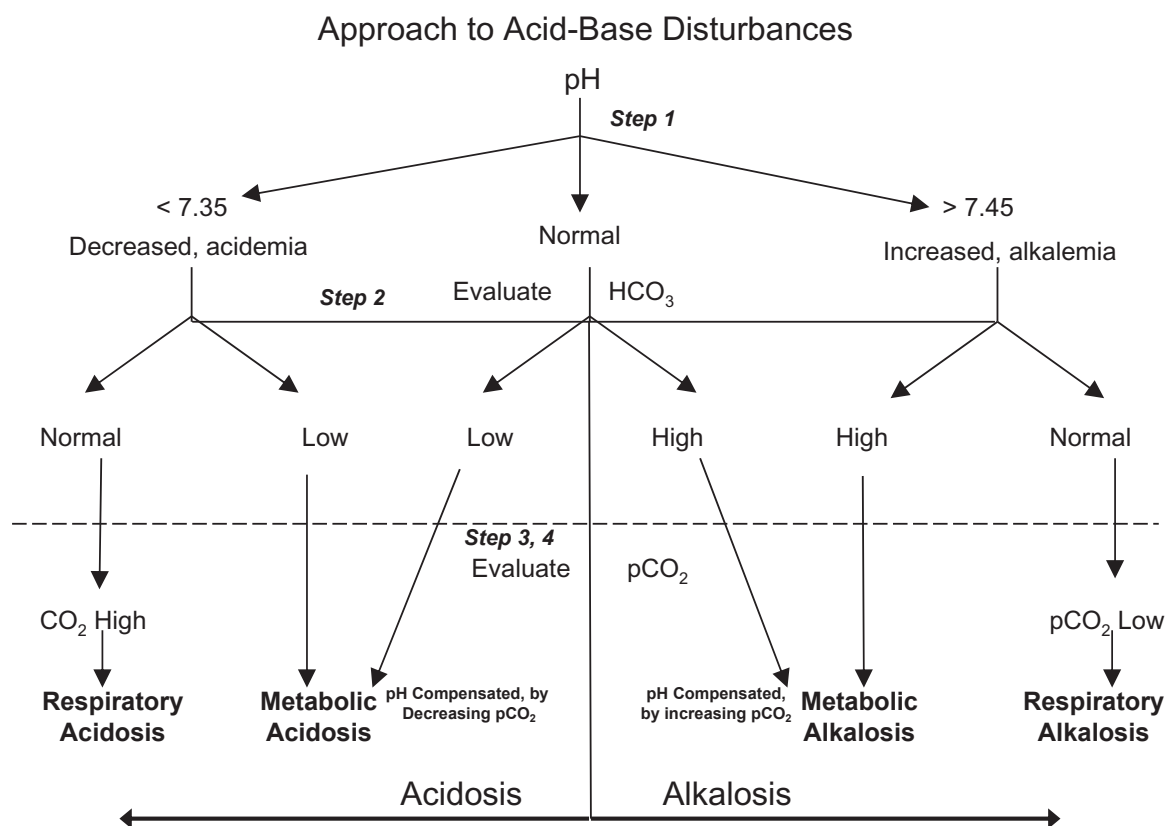 Approach to Acid-Base Disturbances
pH
Step 1
< 7.35
Normal
> 7.45
Decreased, acidemia
Increased, alkalemia
Step 2
Evaluate HCO₃
Normal
Low
Low
High
High
Normal
Step 3, 4
Evaluate pCO₂
CO₂ High
pCO₂ Low
Respiratory
Acidosis
Metabolic
Acidosis
pH Compensated, by
Decreasing pCO₂
pH Compensated,
by increasing pCO₂
Metabolic
Alkalosis
Respiratory
Alkalosis
Acidosis
Alkalosis